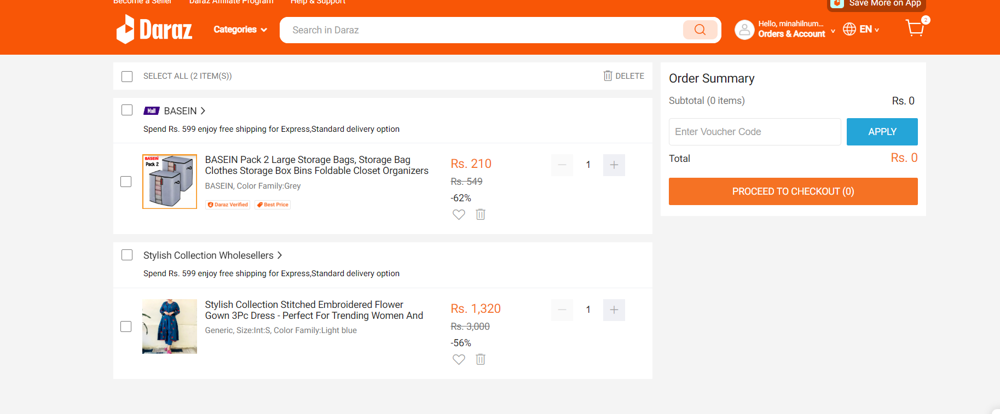 Become a Seller Daraz Affiliate Program Help & Support Save More on App
Daraz Categories Search in Daraz Hello, minahilnum... EN 2
Orders & Account
SELECT ALL (2 ITEM(S)) DELETE
Mall BASEIN
Spend Rs. 599 enjoy free shipping for Express,Standard delivery option
BASEIN
Pack 2
BASEIN Pack 2 Large Storage Bags, Storage Bag
Clothes Storage Box Bins Foldable Closet Organizers
BASEIN, Color Family:Grey
Daraz Verified Best Price
Rs. 210
Rs. 549
-62%
1
Stylish Collection Wholesellers
Spend Rs. 599 enjoy free shipping for Express,Standard delivery option
Stylish Collection Stitched Embroidered Flower
Gown 3Pc Dress - Perfect For Trending Women And
Generic, Size:Int:S, Color Family:Light blue
Rs. 1,320
Rs. 3,000
-56%
1
Order Summary
Subtotal (0 items) Rs. 0
Enter Voucher Code APPLY
Total Rs. 0
PROCEED TO CHECKOUT (0)